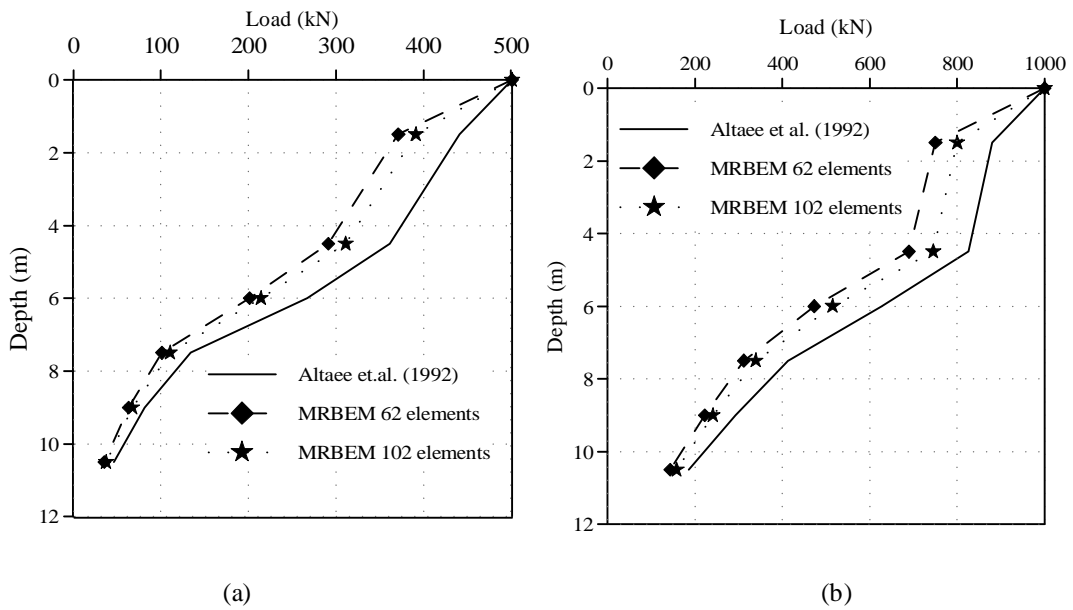 Load (kN)
0 100 200 300 400 500
0
2
4
6
8
10
12
Depth (m)
Altaee et.al. (1992)
MRBEM 62 elements
MRBEM 102 elements
(a)
Load (kN)
200 400 600 800 1000
0
2
4
6
8
10
12
Depth (m)
Altaee et al. (1992)
MRBEM 62 elements
MRBEM 102 elements
(b)